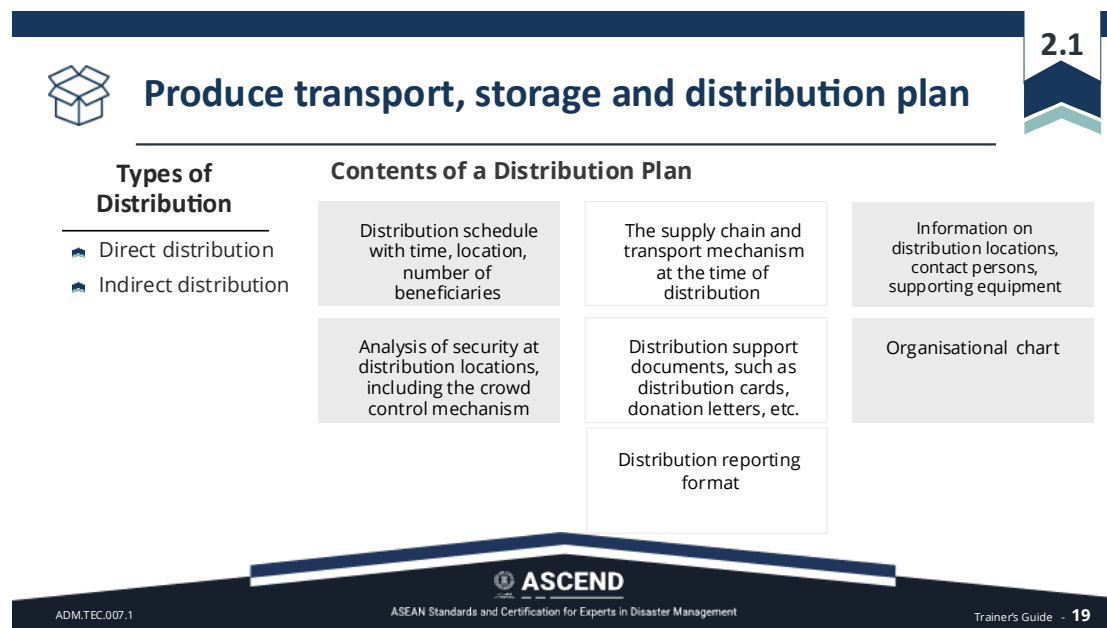 2.1
Produce transport, storage and distribution plan
Types of
Distribution
Direct distribution
Indirect distribution
Contents of a Distribution Plan
Distribution schedule
with time, location,
number of
beneficiaries
The supply chain and
transport mechanism
at the time of
distribution
Information on
distribution locations,
contact persons,
supporting equipment
Analysis of security at
distribution locations,
including the crowd
control mechanism
Distribution support
documents, such as
distribution cards,
donation letters, etc.
Organisational chart
Distribution reporting
format
ASCEND
ASEAN Standards and Certification for Experts in Disaster Management
ADM.TEC.007.1
Trainer's Guide - 19